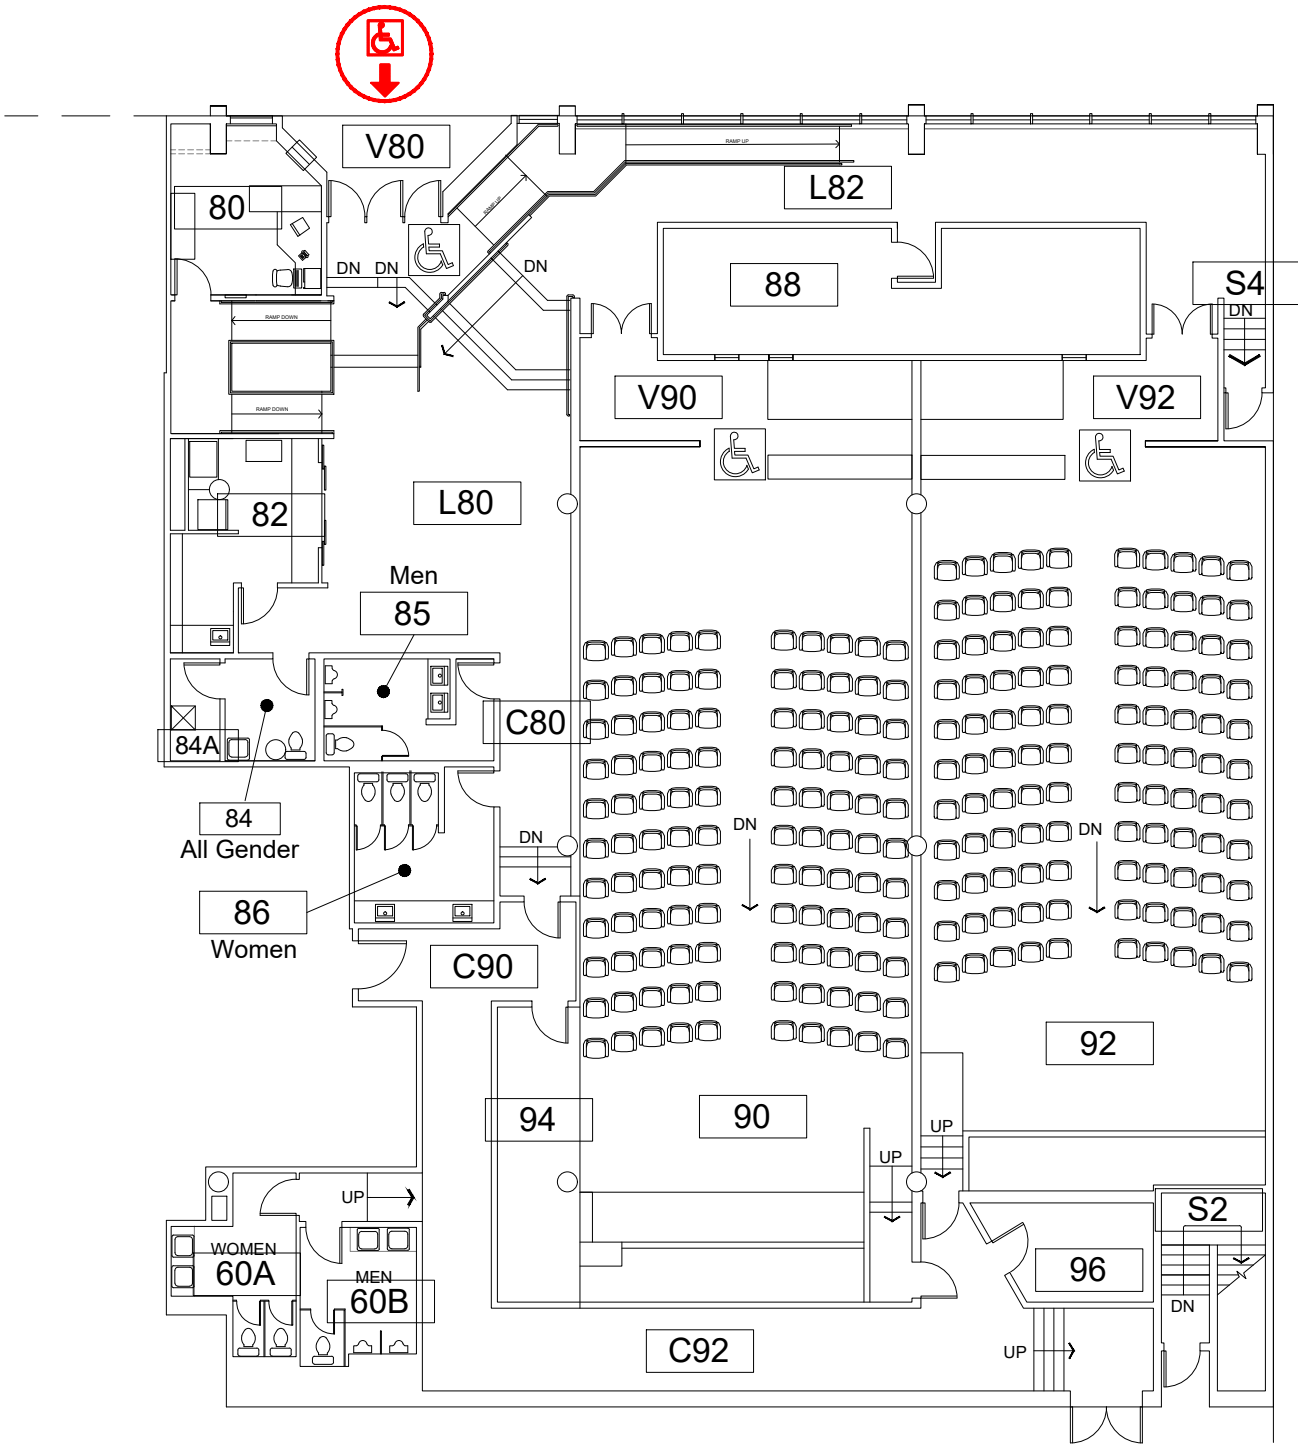 V80
RAMP UP
L82
80
RAMP UP
DN
DN
DN
88
S4
DN
RAMP DOWN
V90
V92
RAMP DOWN
82
L80
Men
85
C80
84A
84
All Gender
DN
DN
DN
86
Women
C90
92
94
90
UP
UP
UP
S2
WOMEN
60A
MEN
60B
96
DN
C92
UP